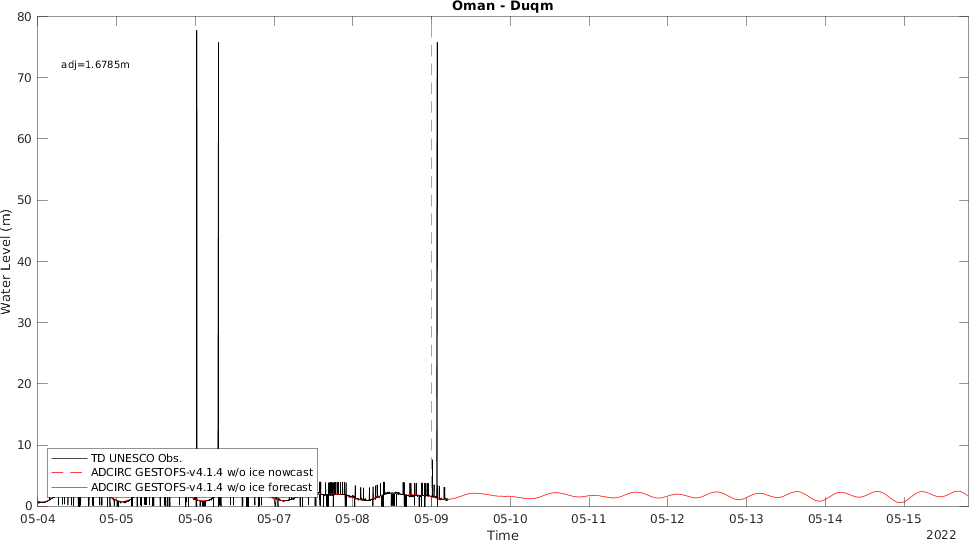 Oman - Duqm
80
adj=1.6785m
70
60
50
40
30
20
10
0
Water Level (m)
TD UNESCO Obs.
ADCIRC GESTOFS-v4.1.4 w/o ice nowcast
ADCIRC GESTOFS-v4.1.4 w/o ice forecast
05-04 05-05 05-06 05-07 05-08 05-09 05-10 05-11 05-12 05-13 05-14 05-15
Time
2022